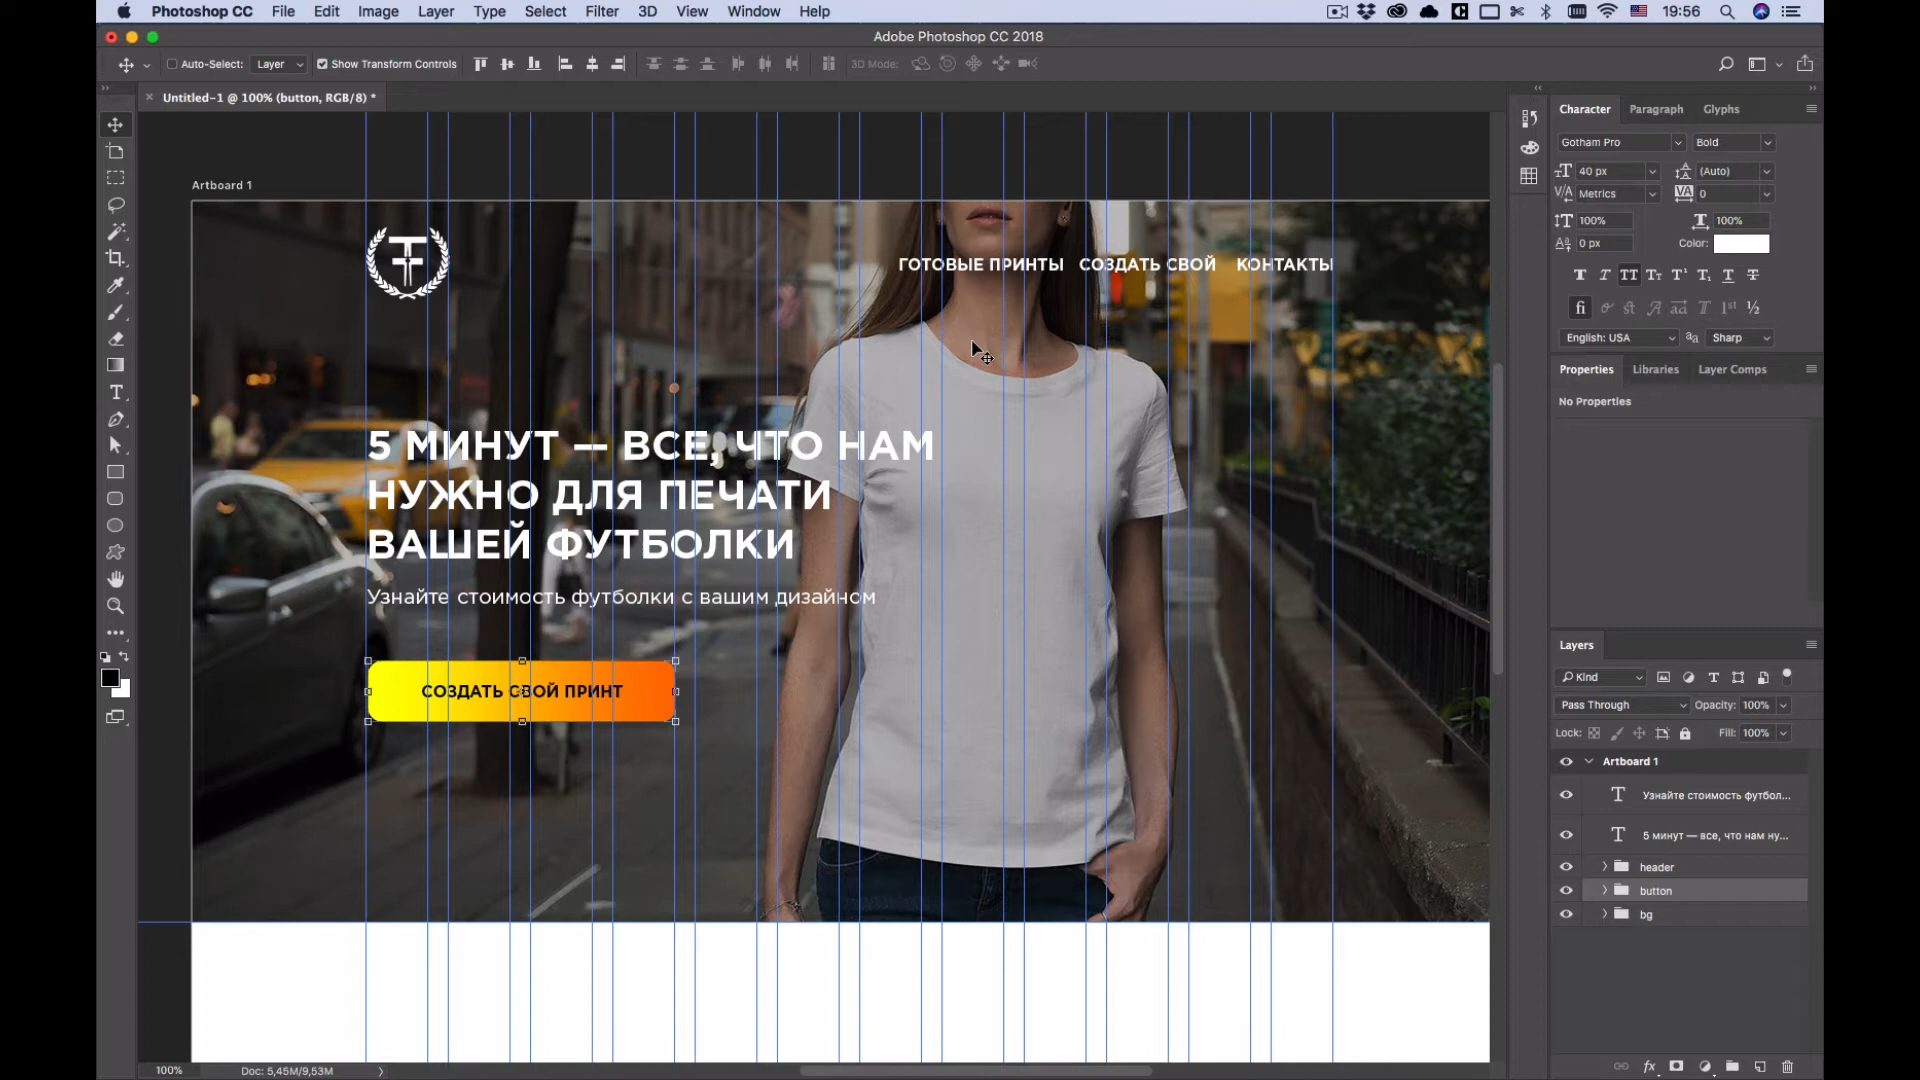 Photoshop CC File Edit Image Layer Type Select Filter 3D View Window Help 19:56
Adobe Photoshop CC 2018
Auto-Select: Layer Show Transform Controls 3D Mode:
Untitled-1 @ 100% (button, RGB/8) *
Artboard 1
ГОТОВЫЕ ПРИНТЫ СОЗДАТЬ СВОЙ КОНТАКТЫ
5 МИНУТ — ВСЕ, ЧТО НАМ
НУЖНО ДЛЯ ПЕЧАТИ
ВАШЕЙ ФУТБОЛКИ
Узнайте стоимость футболки с вашим дизайном
СОЗДАТЬ СВОЙ ПРИНТ
100% Doc: 5,45M/9,53M
Character Paragraph Glyphs
Gotham Pro Bold
40 px (Auto)
Metrics 0
100% 100%
0 px Color:
English: USA Sharp
Properties Libraries Layer Comps
No Properties
Layers
Kind
Pass Through Opacity: 100%
Lock: Fill: 100%
Artboard 1
Узнайте стоимость футбол...
5 минут — все, что нам ну...
header
button
bg